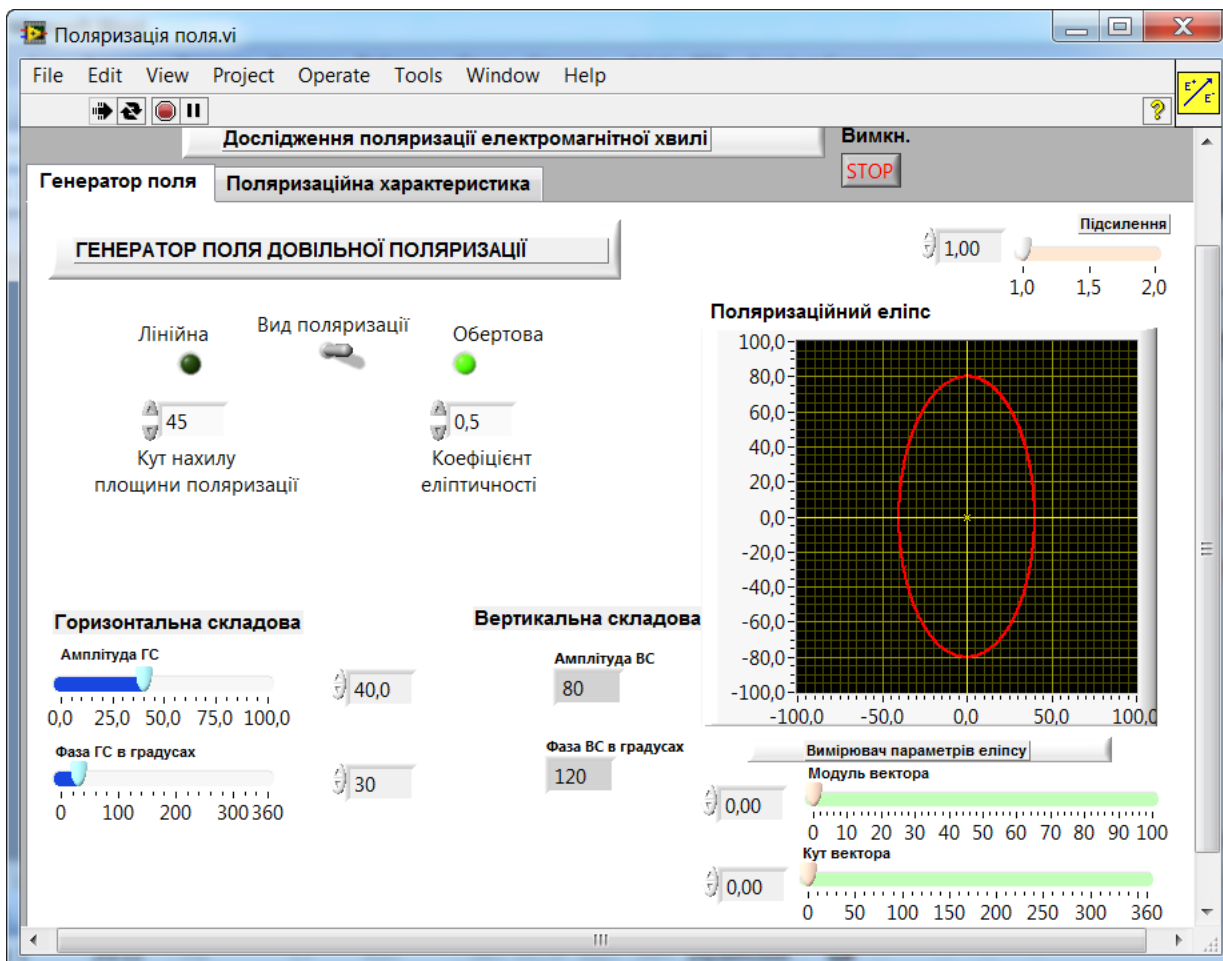 Поляризація поля.vi
File Edit View Project Operate Tools Window Help
Дослідження поляризації електромагнітної хвилі
Вимкн.
STOP
Генератор поля
Поляризаційна характеристика
ГЕНЕРАТОР ПОЛЯ ДОВІЛЬНОЇ ПОЛЯРИЗАЦІЇ
Підсилення
1,00
1,0 1,5 2,0
Лінійна
Вид поляризації
Обертова
45
Кут нахилу
площини поляризації
0,5
Коефіцієнт
еліптичності
Поляризаційний еліпс
100,0
80,0
60,0
40,0
20,0
0,0
-20,0
-40,0
-60,0
-80,0
-100,0
-100,0 -50,0 0,0 50,0 100,0
Горизонтальна складова
Амплітуда ГС
40,0
0,0 25,0 50,0 75,0 100,0
Фаза ГС в градусах
30
0 100 200 300 360
Вертикальна складова
Амплітуда ВС
80
Фаза ВС в градусах
120
Вимірювач параметрів еліпсу
Модуль вектора
0,00
0 10 20 30 40 50 60 70 80 90 100
Кут вектора
0,00
0 50 100 150 200 250 300 360